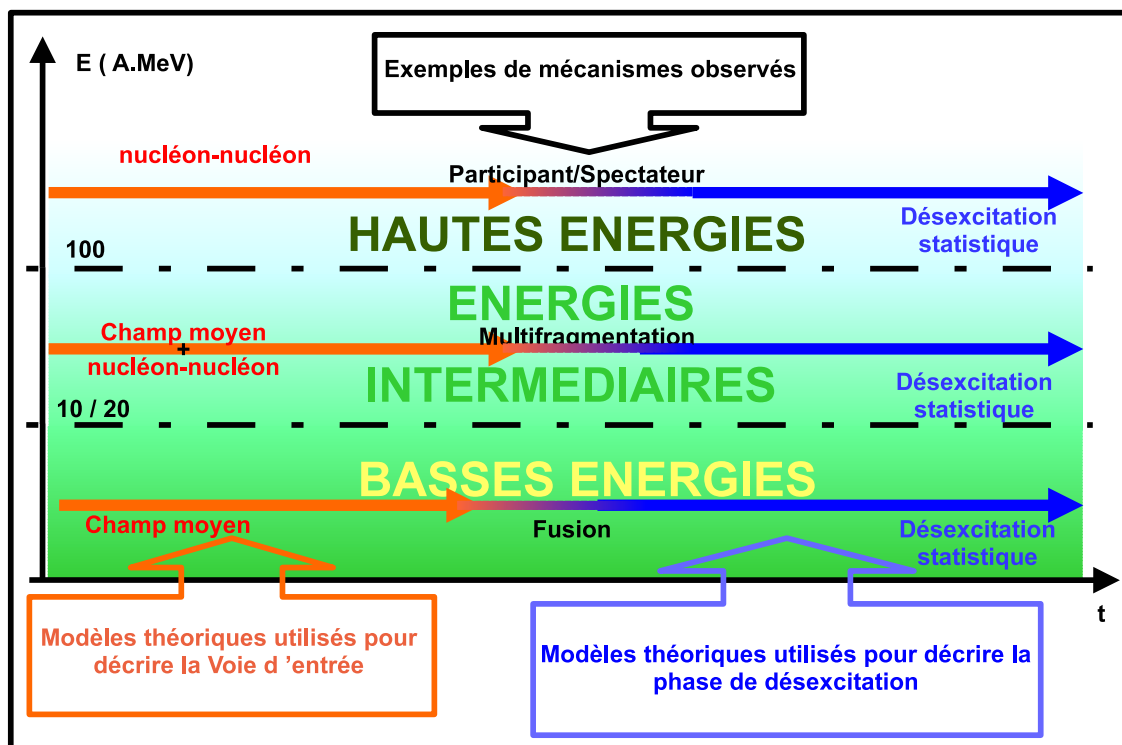 E ( A.MeV)
Exemples de mécanismes observés
nucléon-nucléon
Participant/Spectateur
HAUTES ENERGIES
Désexcitation
statistique
100
ENERGIES
Champ moyen
+
nucléon-nucléon
Multifragmentation
INTERMEDIAIRES
Désexcitation
statistique
10 / 20
BASSES ENERGIES
Champ moyen
Fusion
Désexcitation
statistique
t
Modèles théoriques utilisés pour
décrire la Voie d ’entrée
Modèles théoriques utilisés pour décrire la
phase de désexcitation